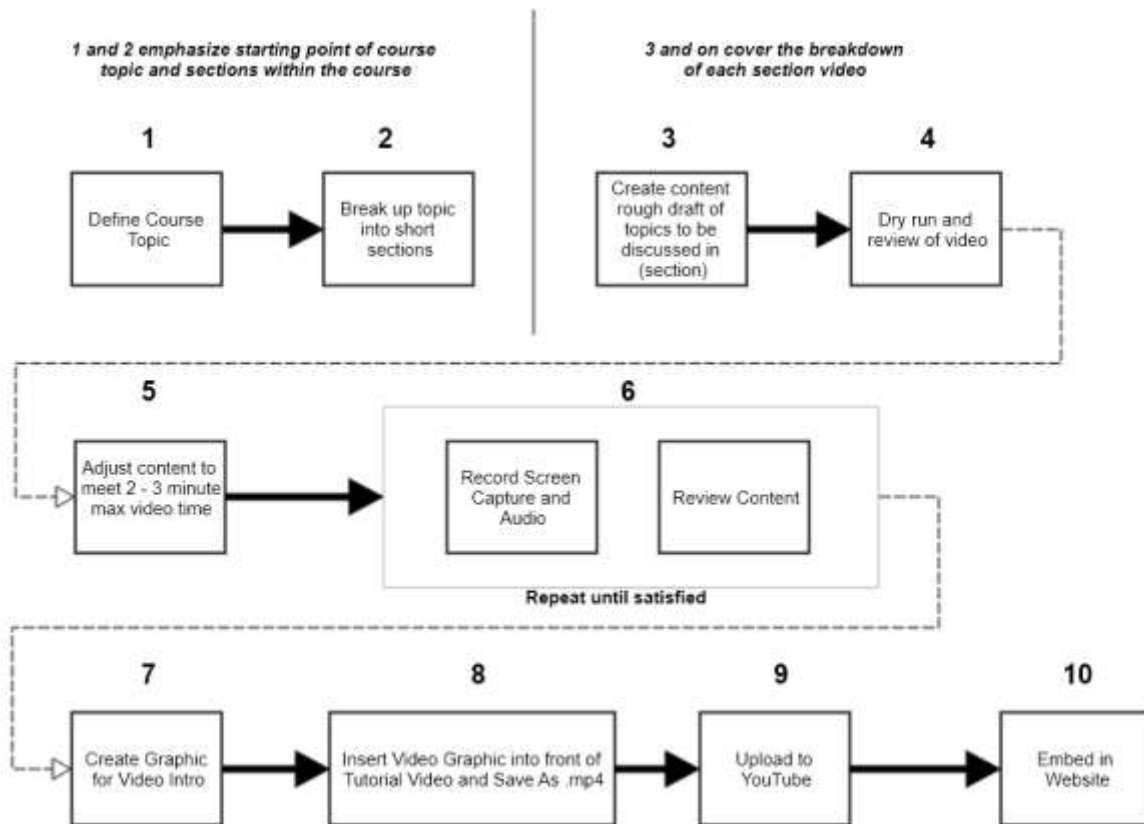 1 and 2 emphasize starting point of course
topic and sections within the course
3 and on cover the breakdown
of each section video
1
2
3
4
Define Course
Topic
Break up topic
into short
sections
Create content
rough draft of
topics to be
discussed in
(section)
Dry run and
review of video
5
6
Adjust content to
meet 2 - 3 minute
max video time
Record Screen
Capture and
Audio
Review Content
Repeat until satisfied
7
8
9
10
Create Graphic
for Video Intro
Insert Video Graphic into front of
Tutorial Video and Save As .mp4
Upload to
YouTube
Embed in
Website